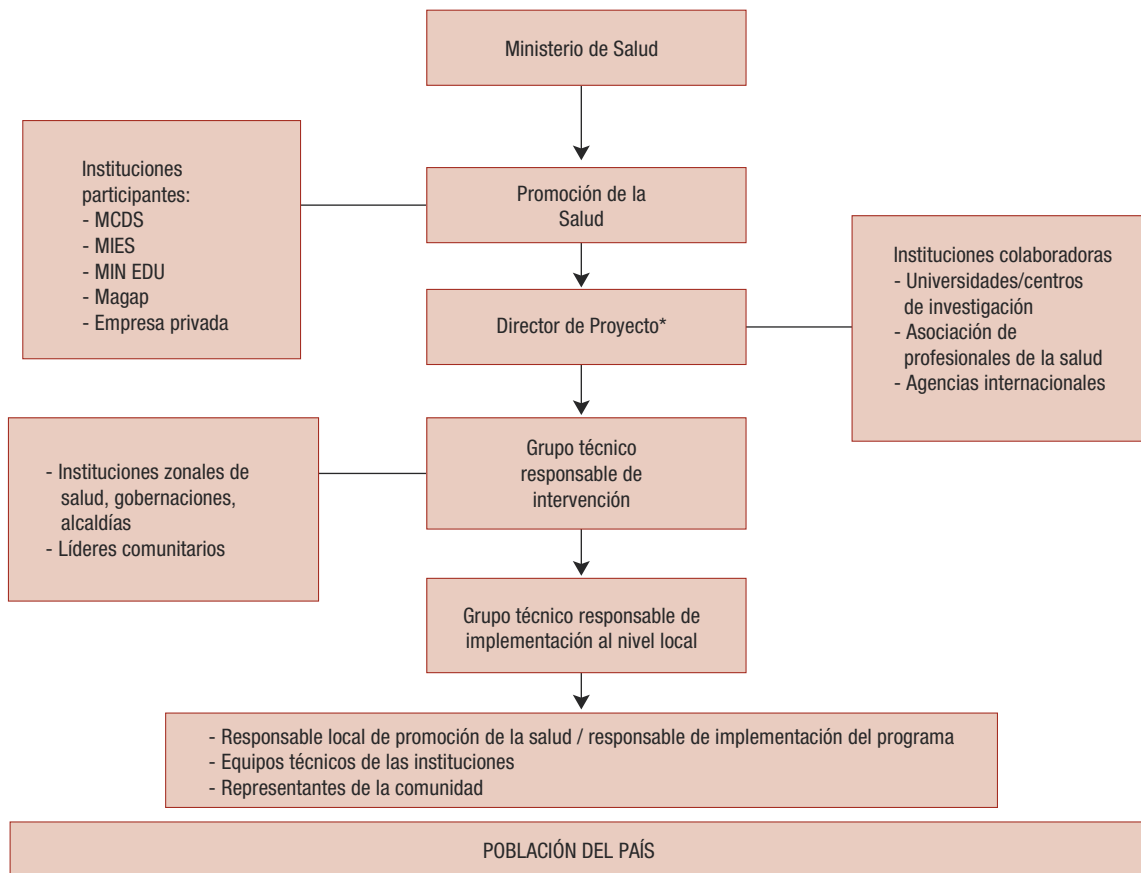 Ministerio de Salud
Instituciones
participantes:
- MCDS
- MIES
- MIN EDU
- Magap
- Empresa privada
Promoción de la
Salud
Instituciones colaboradoras
- Universidades/centros
de investigación
- Asociación de
profesionales de la salud
- Agencias internacionales
Director de Proyecto*
- Instituciones zonales de
salud, gobernaciones,
alcaldías
- Líderes comunitarios
Grupo técnico
responsable de
intervención
Grupo técnico responsable de
implementación al nivel local
- Responsable local de promoción de la salud / responsable de implementación del programa
- Equipos técnicos de las instituciones
- Representantes de la comunidad
POBLACIÓN DEL PAÍS